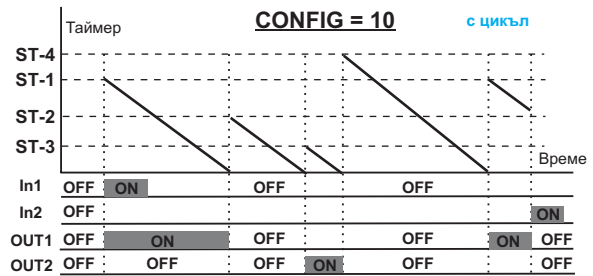 CONFIG = 10
с цикъл
Таймер
ST-4
ST-1
ST-2
ST-3
Време
In1 OFF ON OFF OFF
In2 OFF ON
OUT1 OFF ON OFF OFF ON OFF
OUT2 OFF OFF OFF ON OFF OFF OFF